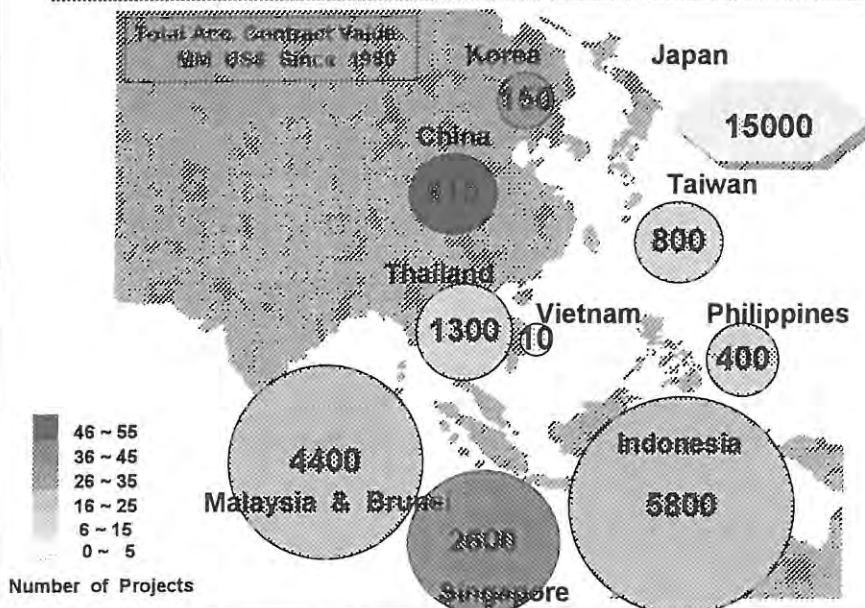 Total Acc. Contract Value
MM US$ Since 1980
Korea
150
Japan
15000
China
Taiwan
800
Thailand
1300
Vietnam
10
Philippines
400
4400
Malaysia & Brunei
Indonesia
5800
2600
Singapore
46 ~ 55
36 ~ 45
26 ~ 35
16 ~ 25
6 ~ 15
0 ~ 5
Number of Projects